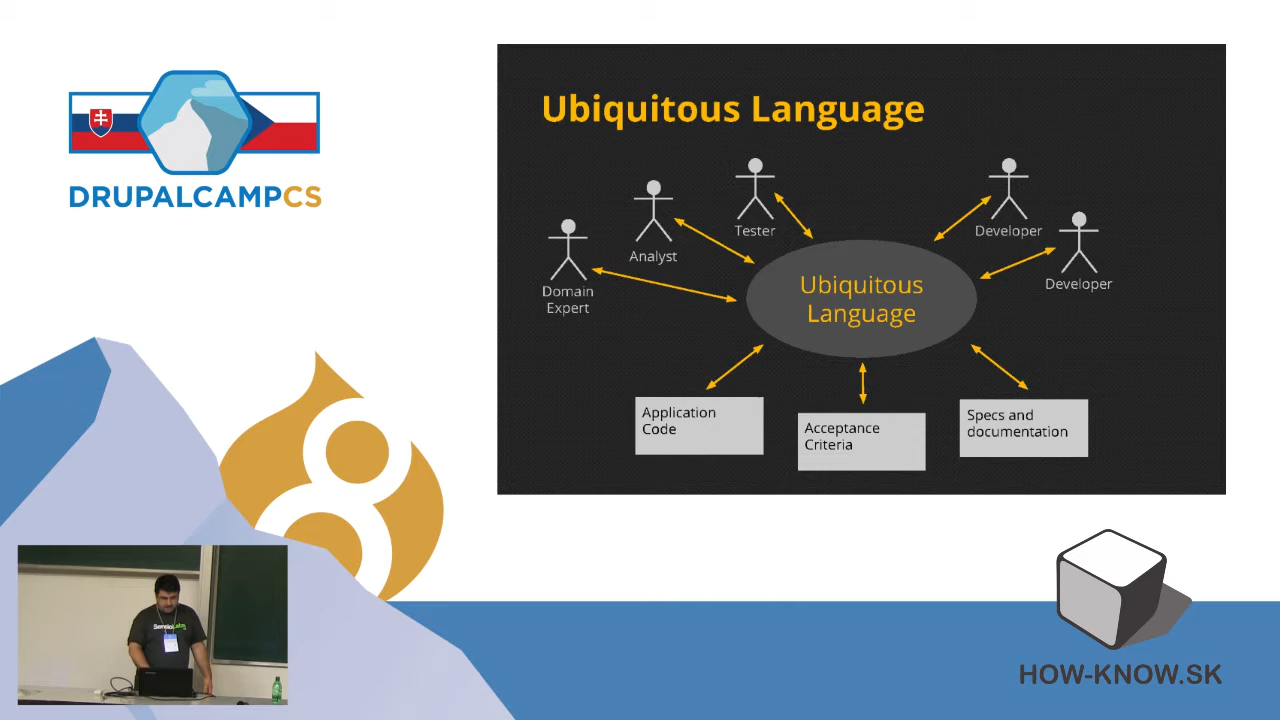 DRUPALCAMPCS
Ubiquitous Language
Tester
Developer
Analyst
Developer
Domain
Expert
Ubiquitous
Language
Application
Code
Acceptance
Criteria
Specs and
documentation
HOW-KNOW.SK